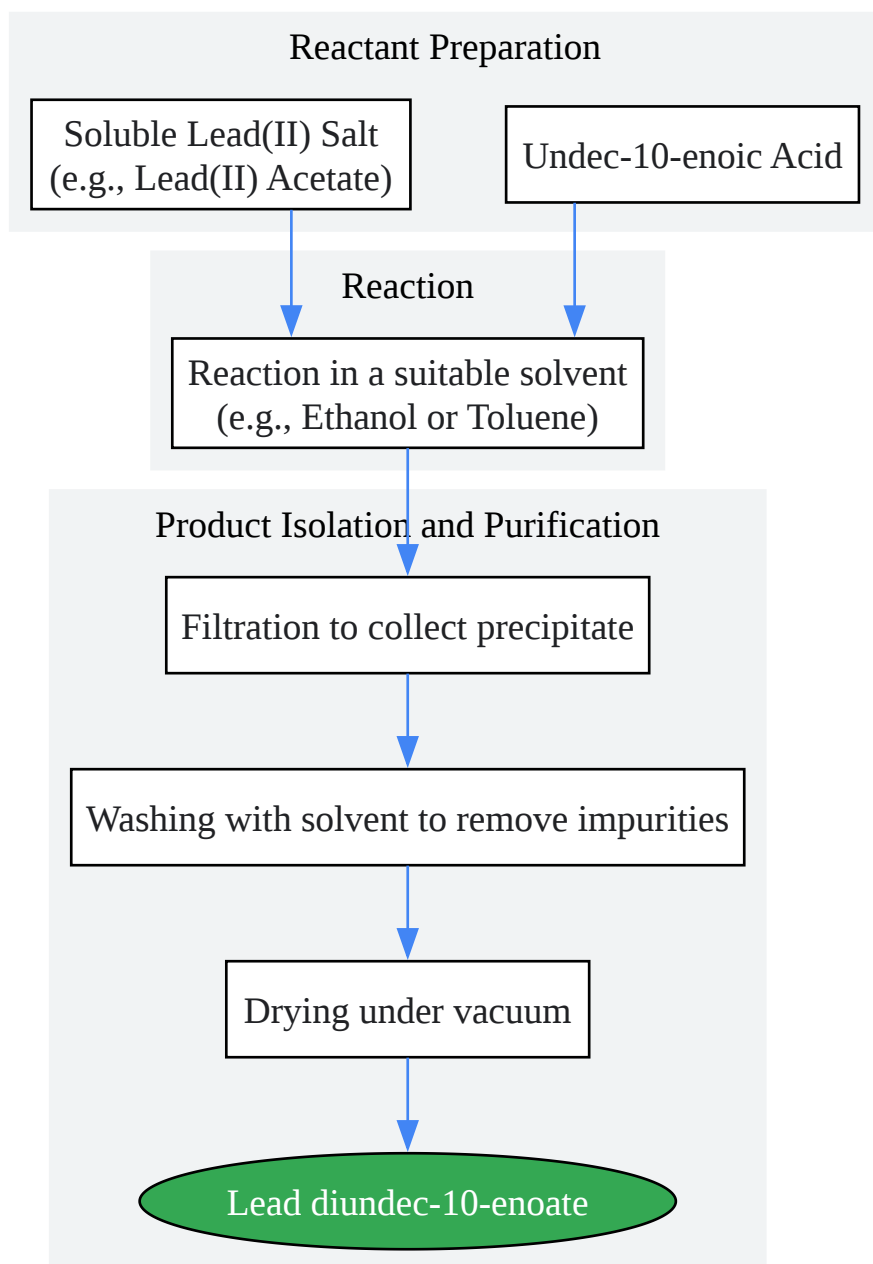 Reactant Preparation
Soluble Lead(II) Salt
(e.g., Lead(II) Acetate)
Undec-10-enoic Acid
Reaction
Reaction in a suitable solvent
(e.g., Ethanol or Toluene)
Product Isolation and Purification
Filtration to collect precipitate
Washing with solvent to remove impurities
Drying under vacuum
Lead diundec-10-enoate